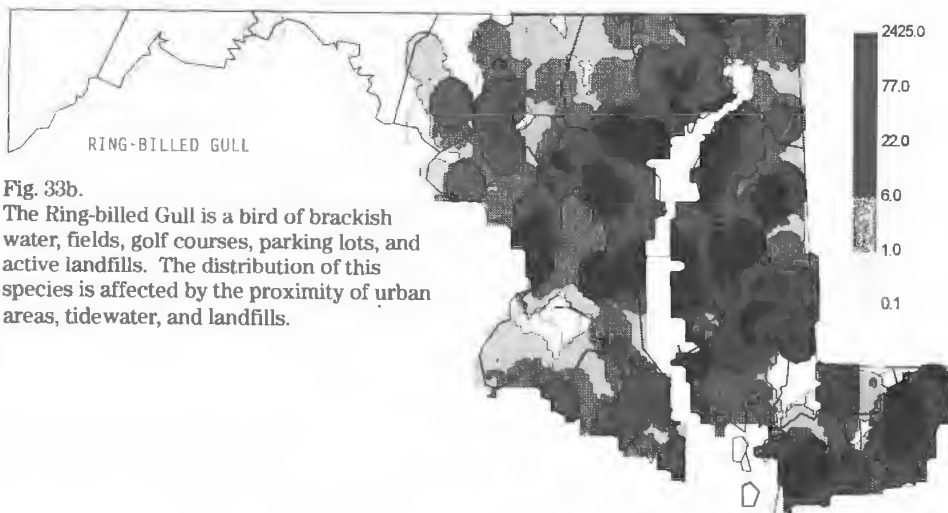 RING-BILLED GULL
Fig. 33b.
The Ring-billed Gull is a bird of brackish
water, fields, golf courses, parking lots, and
active landfills. The distribution of this
species is affected by the proximity of urban
areas, tidewater, and landfills.
2425.0
77.0
22.0
6.0
1.0
0.1